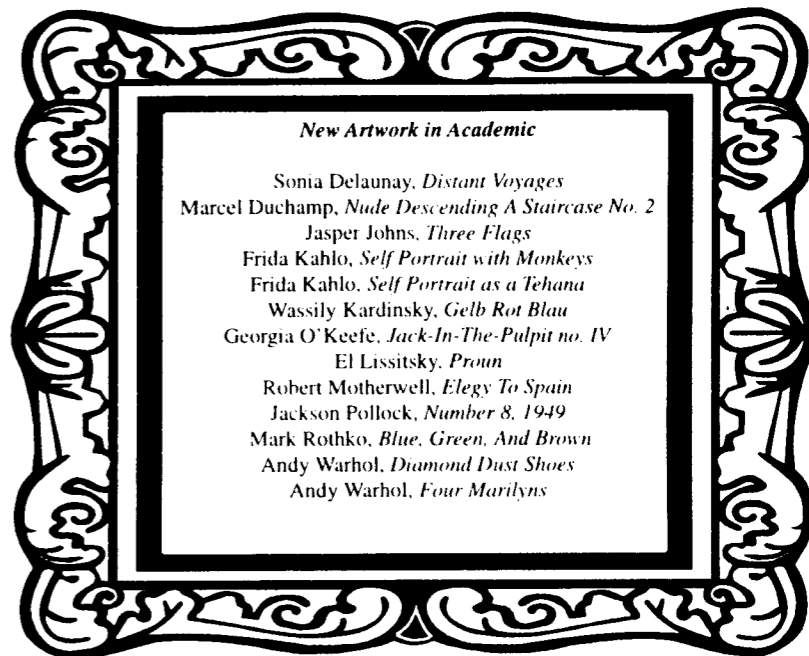 New Artwork in Academic
Sonia Delaunay, Distant Voyages
Marcel Duchamp, Nude Descending A Staircase No. 2
Jasper Johns, Three Flags
Frida Kahlo, Self Portrait with Monkeys
Frida Kahlo, Self Portrait as a Tehana
Wassily Kardinsky, Gelb Rot Blau
Georgia O'Keefe, Jack-In-The-Pulpit no. IV
El Lissitsky, Proun
Robert Motherwell, Elegy To Spain
Jackson Pollock, Number 8, 1949
Mark Rothko, Blue, Green, And Brown
Andy Warhol, Diamond Dust Shoes
Andy Warhol, Four Marilyns